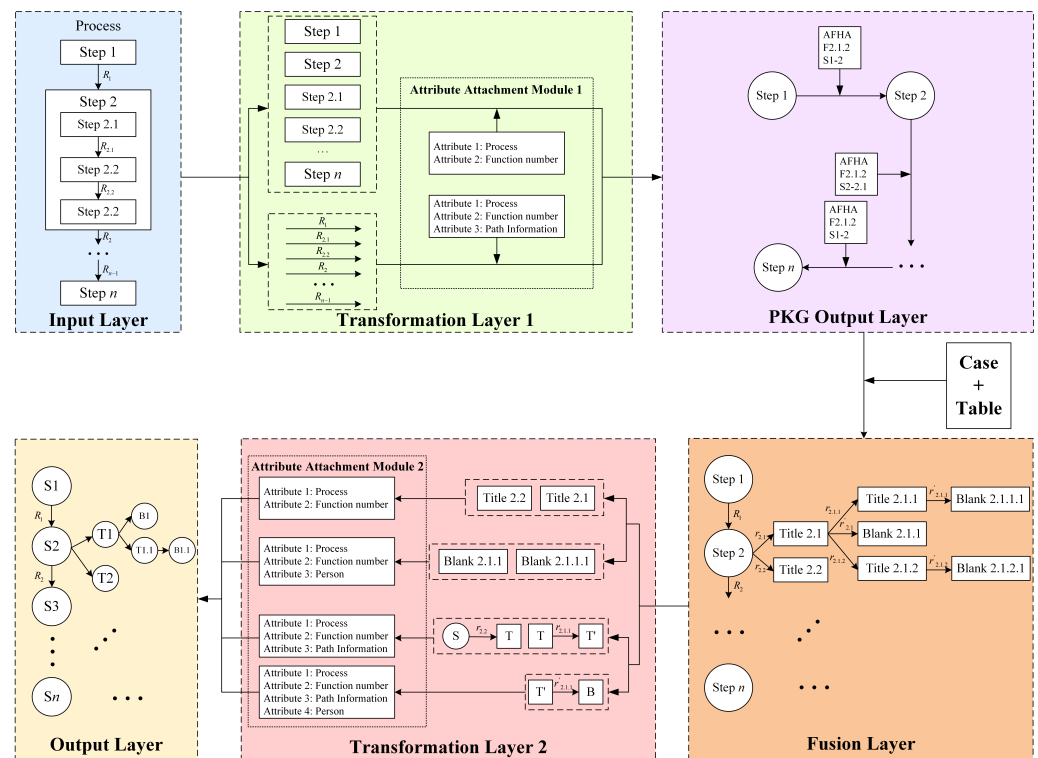 Process
Step 1
R1
Step 2
Step 2.1
R2.1
Step 2.2
R2.2
Step 2.2
R2
...
Rn−1
Step n
Input Layer
Step 1
Step 2
Step 2.1
Step 2.2
...
Step n
R1
R2.1
R2.2
R2
...
Rn−1
Attribute Attachment Module 1
Attribute 1: Process
Attribute 2: Function number
Attribute 1: Process
Attribute 2: Function number
Attribute 3: Path Information
Transformation Layer 1
AFHA
F2.1.2
S1-2
Step 1
Step 2
AFHA
F2.1.2
S2-2.1
AFHA
F2.1.2
S1-2
Step n
...
PKG Output Layer
Case
+
Table
Step 1
R1
Step 2
R2
r2.1
r2.2
Title 2.1
Title 2.2
r2.1.1
r'2.1
r2.1.2
Title 2.1.1
r'2.1.1
Blank 2.1.1.1
Blank 2.1.1
Title 2.1.2
r'2.1.2
Blank 2.1.2.1
...
...
Step n
...
Fusion Layer
Attribute Attachment Module 2
Attribute 1: Process
Attribute 2: Function number
Title 2.2
Title 2.1
Attribute 1: Process
Attribute 2: Function number
Attribute 3: Person
Blank 2.1.1
Blank 2.1.1.1
Attribute 1: Process
Attribute 2: Function number
Attribute 3: Path Information
S
r2.2
T
T
r2.1.1
T'
Attribute 1: Process
Attribute 2: Function number
Attribute 3: Path Information
Attribute 4: Person
T'
r'2.1.1
B
Transformation Layer 2
S1
R1
S2
T1
B1
T1.1
B1.1
T2
R2
S3
...
...
Sn
...
Output Layer